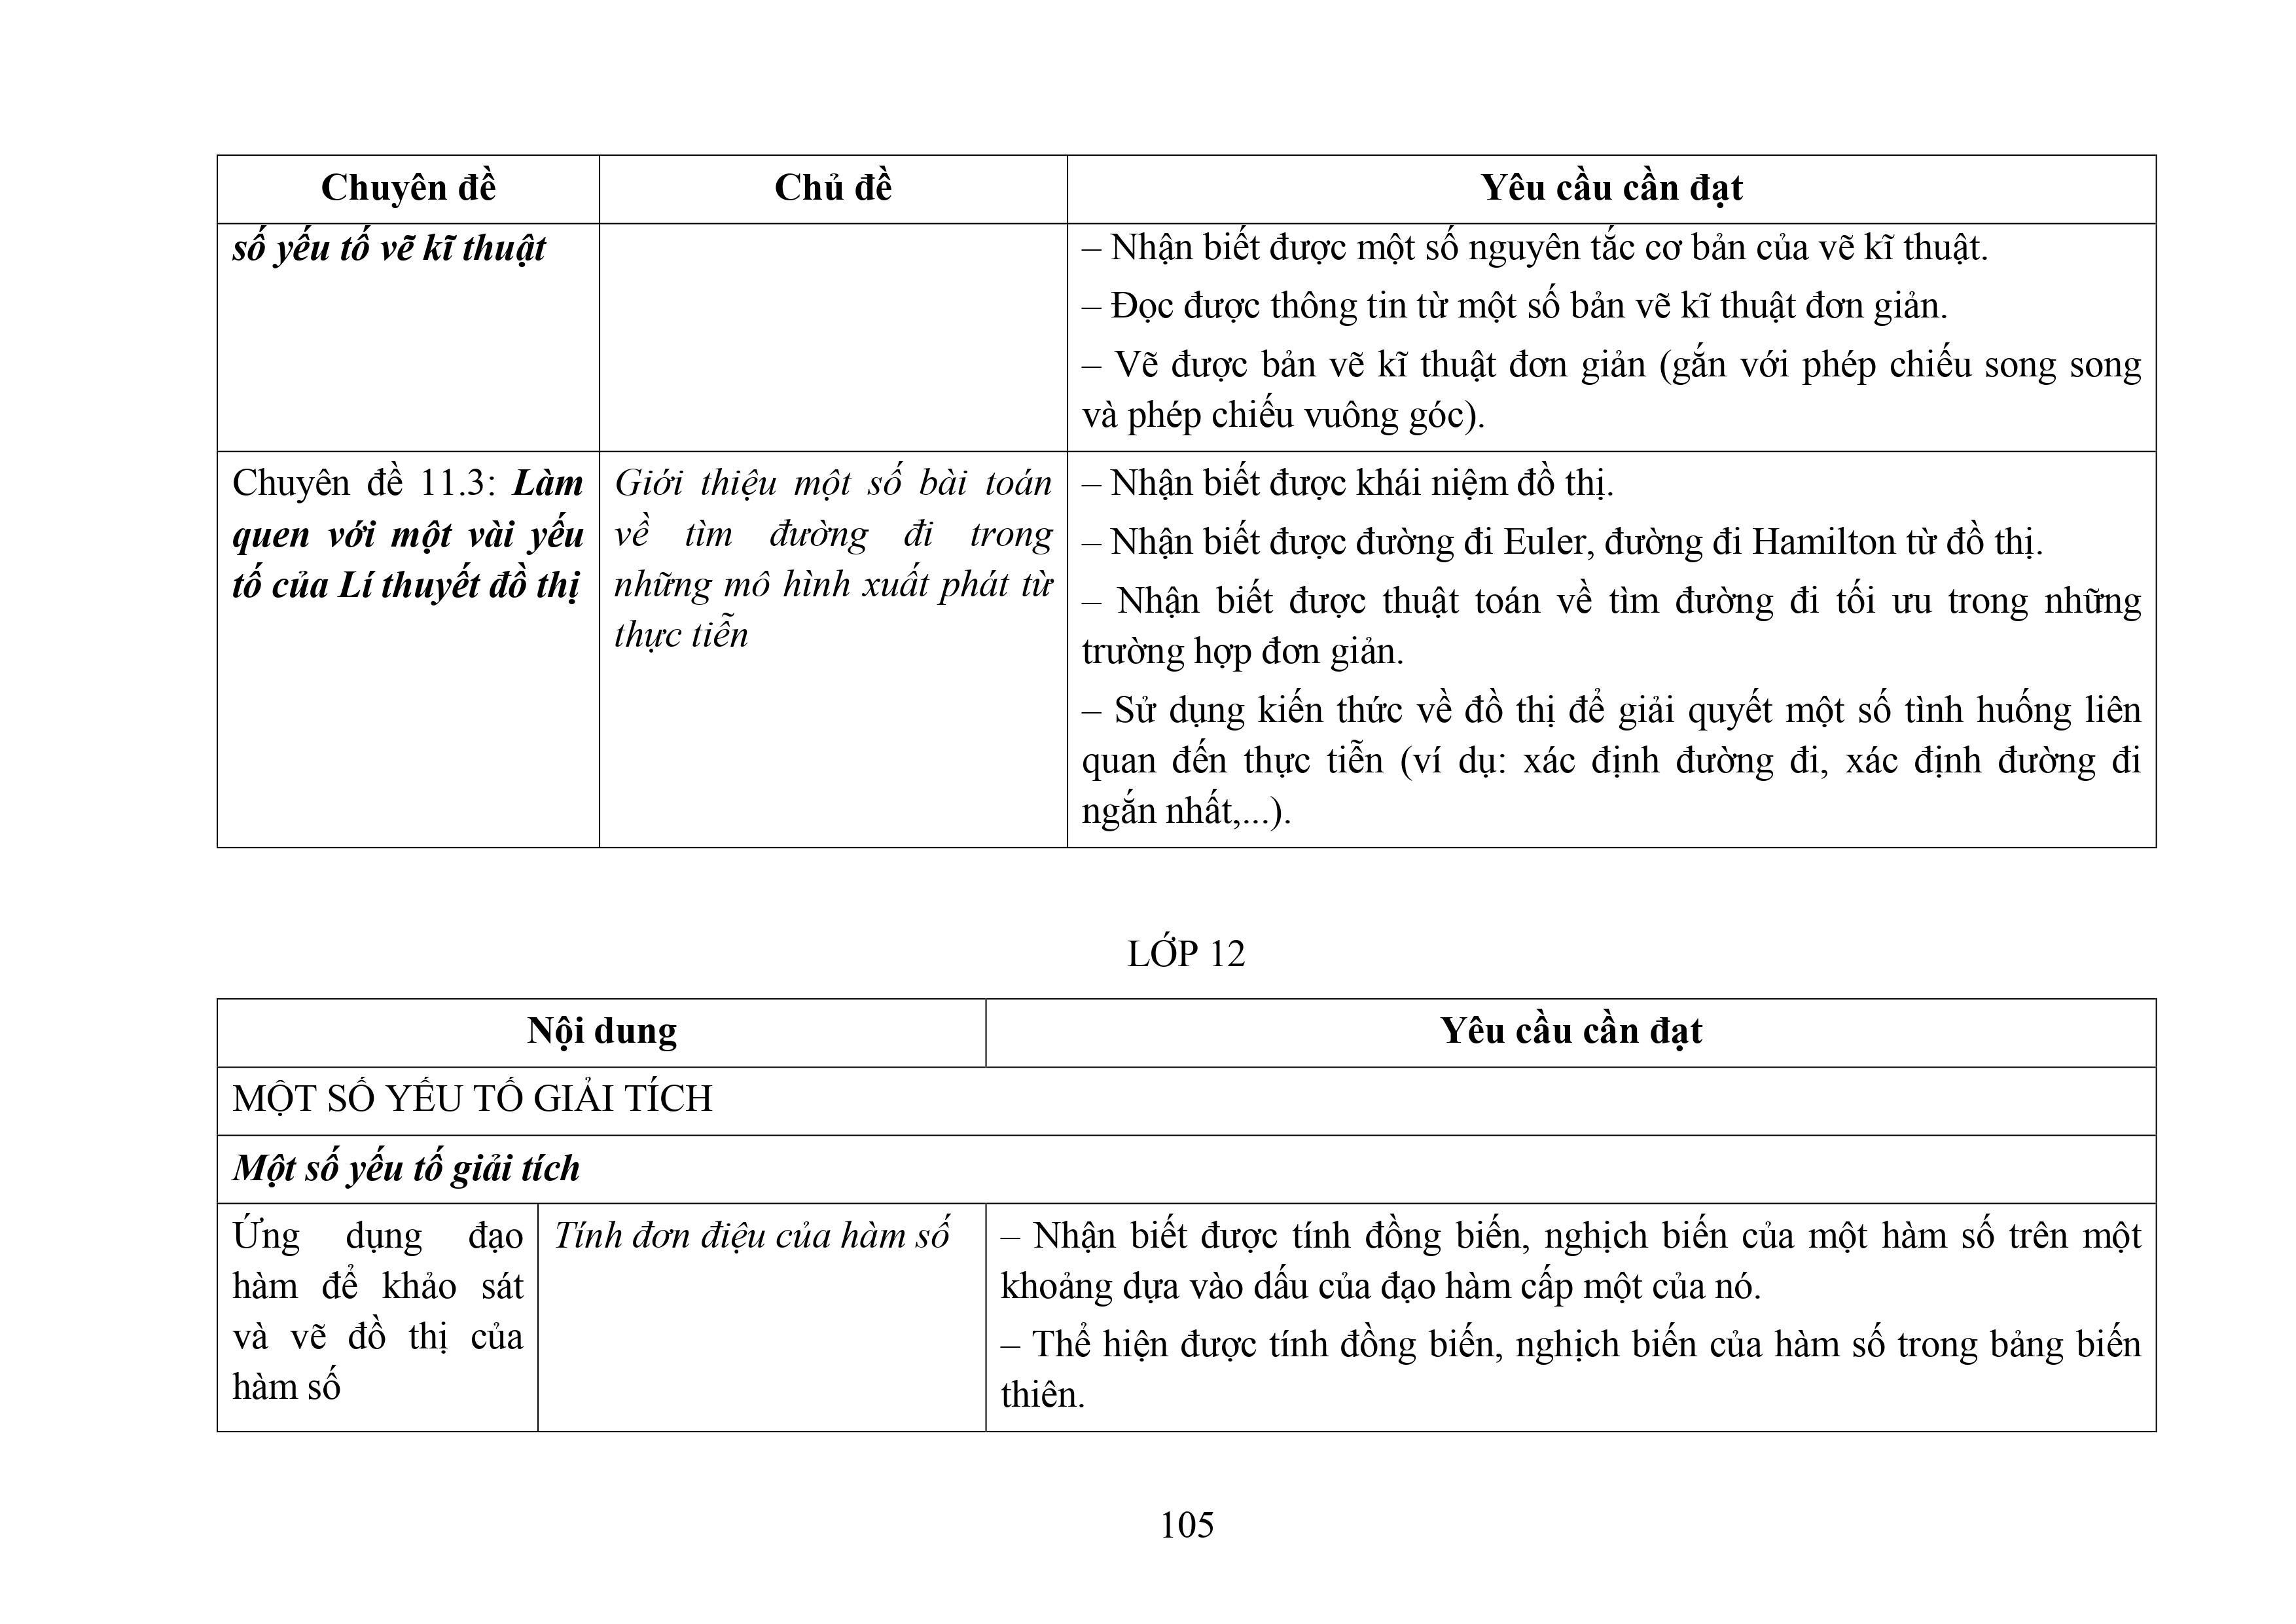 Chuyên đề
Chủ đề
Yêu cầu cần đạt
số yếu tố vẽ kĩ thuật
– Nhận biết được một số nguyên tắc cơ bản của vẽ kĩ thuật.
– Đọc được thông tin từ một số bản vẽ kĩ thuật đơn giản.
– Vẽ được bản vẽ kĩ thuật đơn giản (gắn với phép chiếu song song
và phép chiếu vuông góc).
Chuyên đề 11.3: Làm
quen với một vài yếu
tố của Lí thuyết đồ thị
Giới thiệu một số bài toán
về tìm đường đi trong
những mô hình xuất phát từ
thực tiễn
– Nhận biết được khái niệm đồ thị.
– Nhận biết được đường đi Euler, đường đi Hamilton từ đồ thị.
– Nhận biết được thuật toán về tìm đường đi tối ưu trong những
trường hợp đơn giản.
– Sử dụng kiến thức về đồ thị để giải quyết một số tình huống liên
quan đến thực tiễn (ví dụ: xác định đường đi, xác định đường đi
ngắn nhất,...).
LỚP 12
Nội dung
Yêu cầu cần đạt
MỘT SỐ YẾU TỐ GIẢI TÍCH
Một số yếu tố giải tích
Ứng dụng đạo
hàm để khảo sát
và vẽ đồ thị của
hàm số
Tính đơn điệu của hàm số
– Nhận biết được tính đồng biến, nghịch biến của một hàm số trên một
khoảng dựa vào dấu của đạo hàm cấp một của nó.
– Thể hiện được tính đồng biến, nghịch biến của hàm số trong bảng biến
thiên.
105